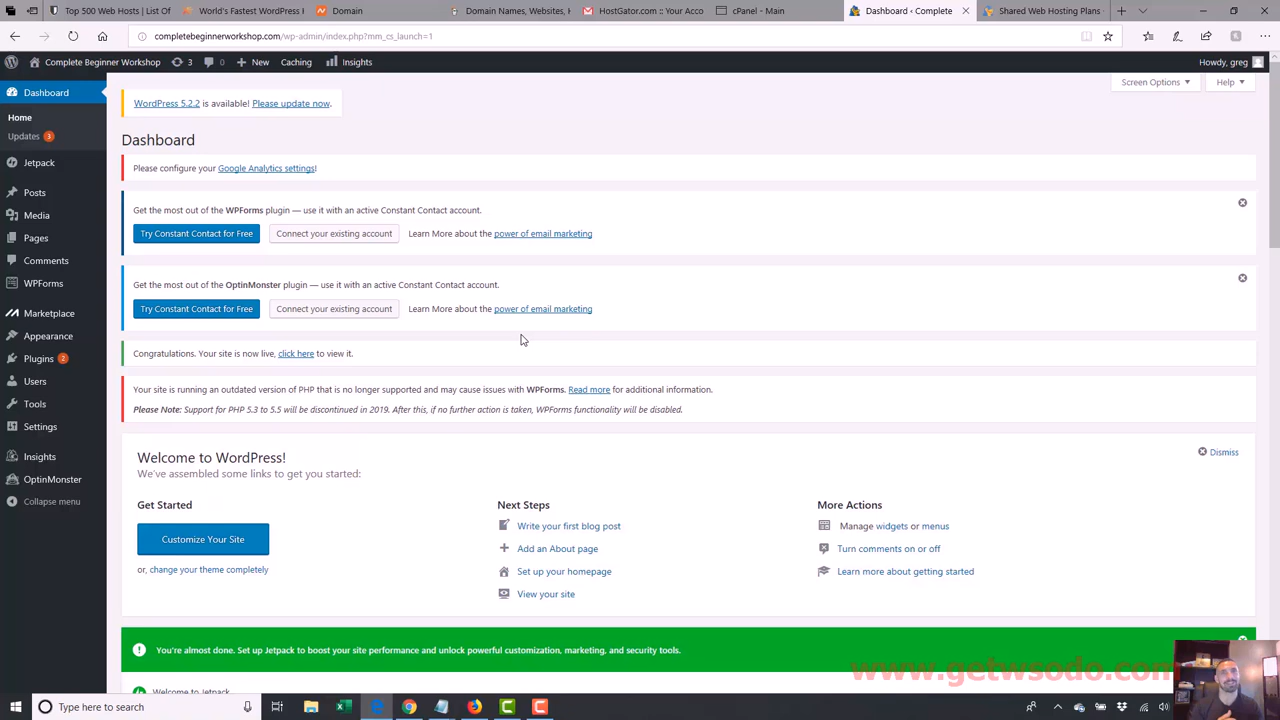 Top 500 Web
World's Fastest WordPress
Domain
Domain Names, Websites, H
HostGator.com :: Your Accou
cPanel - Main
Dashboard ‹ Complete
Shared Web Hosting Plans
completebeginnerworkshop.com/wp-admin/index.php?mm_cs_launch=1
Complete Beginner Workshop 3 0 New Caching Insights Howdy, greg
Screen Options Help
Dashboard
Home
Updates 3
Jetpack
Posts
Media
Pages
Comments
WPForms
Marketplace
Appearance
Plugins 2
Users
Tools
Settings
Insights
OptinMonster
Collapse menu
WordPress 5.2.2 is available! Please update now.
Dashboard
Please configure your Google Analytics settings!
Get the most out of the WPForms plugin — use it with an active Constant Contact account.
Try Constant Contact for Free Connect your existing account Learn More about the power of email marketing
Get the most out of the OptinMonster plugin — use it with an active Constant Contact account.
Try Constant Contact for Free Connect your existing account Learn More about the power of email marketing
Congratulations. Your site is now live, click here to view it.
Your site is running an outdated version of PHP that is no longer supported and may cause issues with WPForms. Read more for additional information.
Please Note: Support for PHP 5.3 to 5.5 will be discontinued in 2019. After this, if no further action is taken, WPForms functionality will be disabled.
Welcome to WordPress!
Dismiss
We've assembled some links to get you started:
Get Started
Customize Your Site
or, change your theme completely
Next Steps
Write your first blog post
Add an About page
Set up your homepage
View your site
More Actions
Manage widgets or menus
Turn comments on or off
Learn more about getting started
You're almost done. Set up Jetpack to boost your site performance and unlock powerful customization, marketing, and security tools.
Welcome to Jetpack
www.getwsodo.com
Type here to search